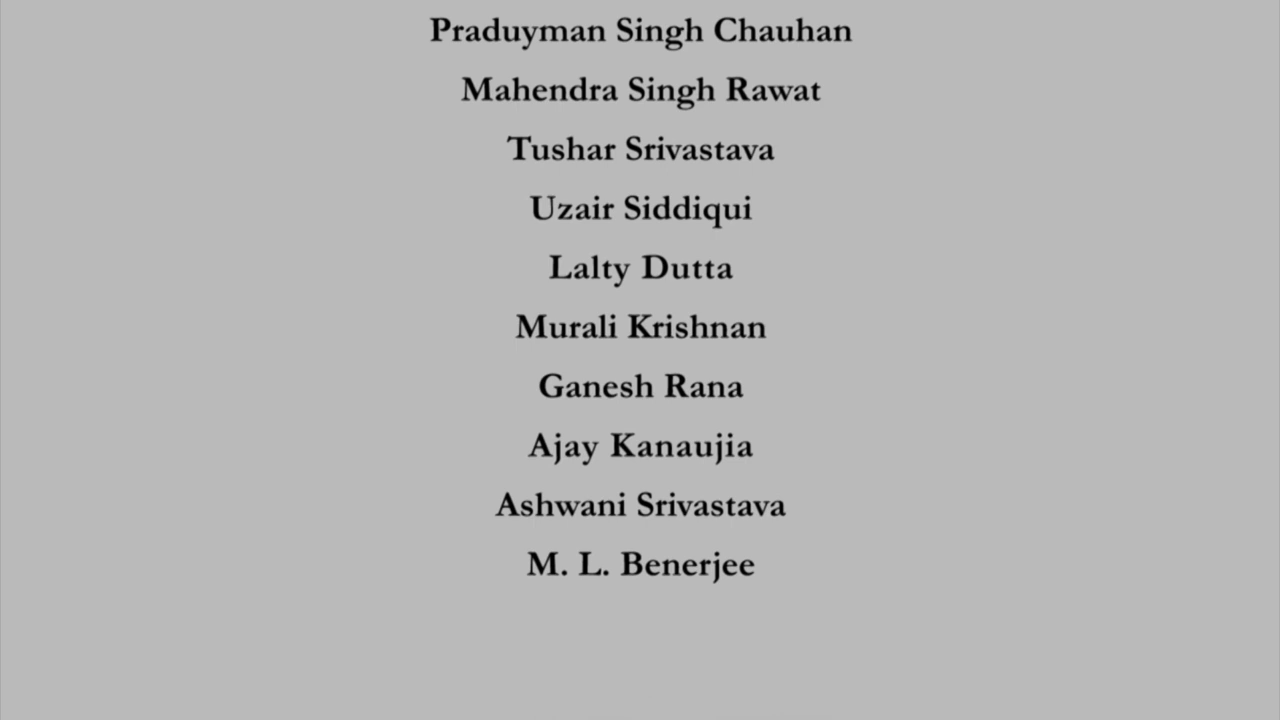 Praduyman Singh Chauhan
Mahendra Singh Rawat
Tushar Srivastava
Uzair Siddiqui
Lalty Dutta
Murali Krishnan
Ganesh Rana
Ajay Kanaujia
Ashwani Srivastava
M. L. Benerjee